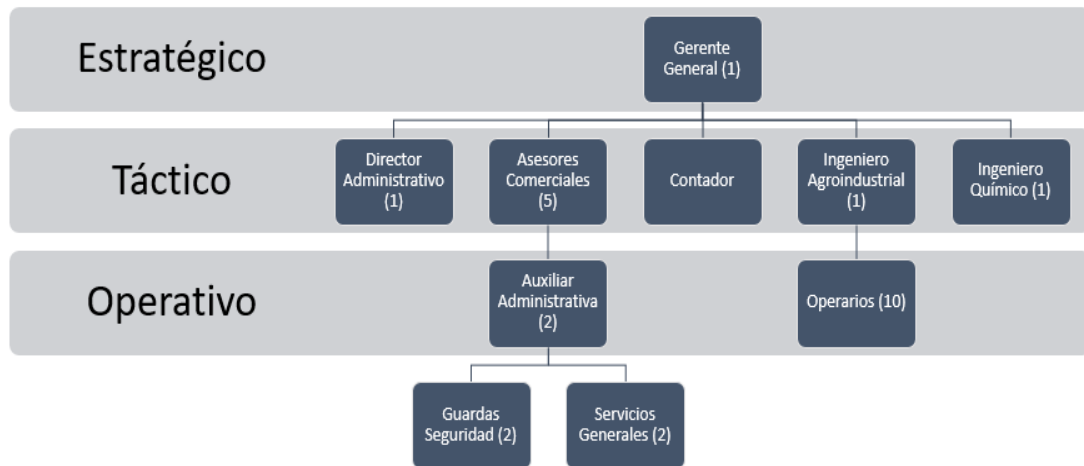 Estratégico
Gerente
General (1)
Táctico
Director
Administrativo
(1)
Asesores
Comerciales
(5)
Contador
Ingeniero
Agroindustrial
(1)
Ingeniero
Químico (1)
Operativo
Auxiliar
Administrativa
(2)
Operarios (10)
Guardas
Seguridad (2)
Servicios
Generales (2)